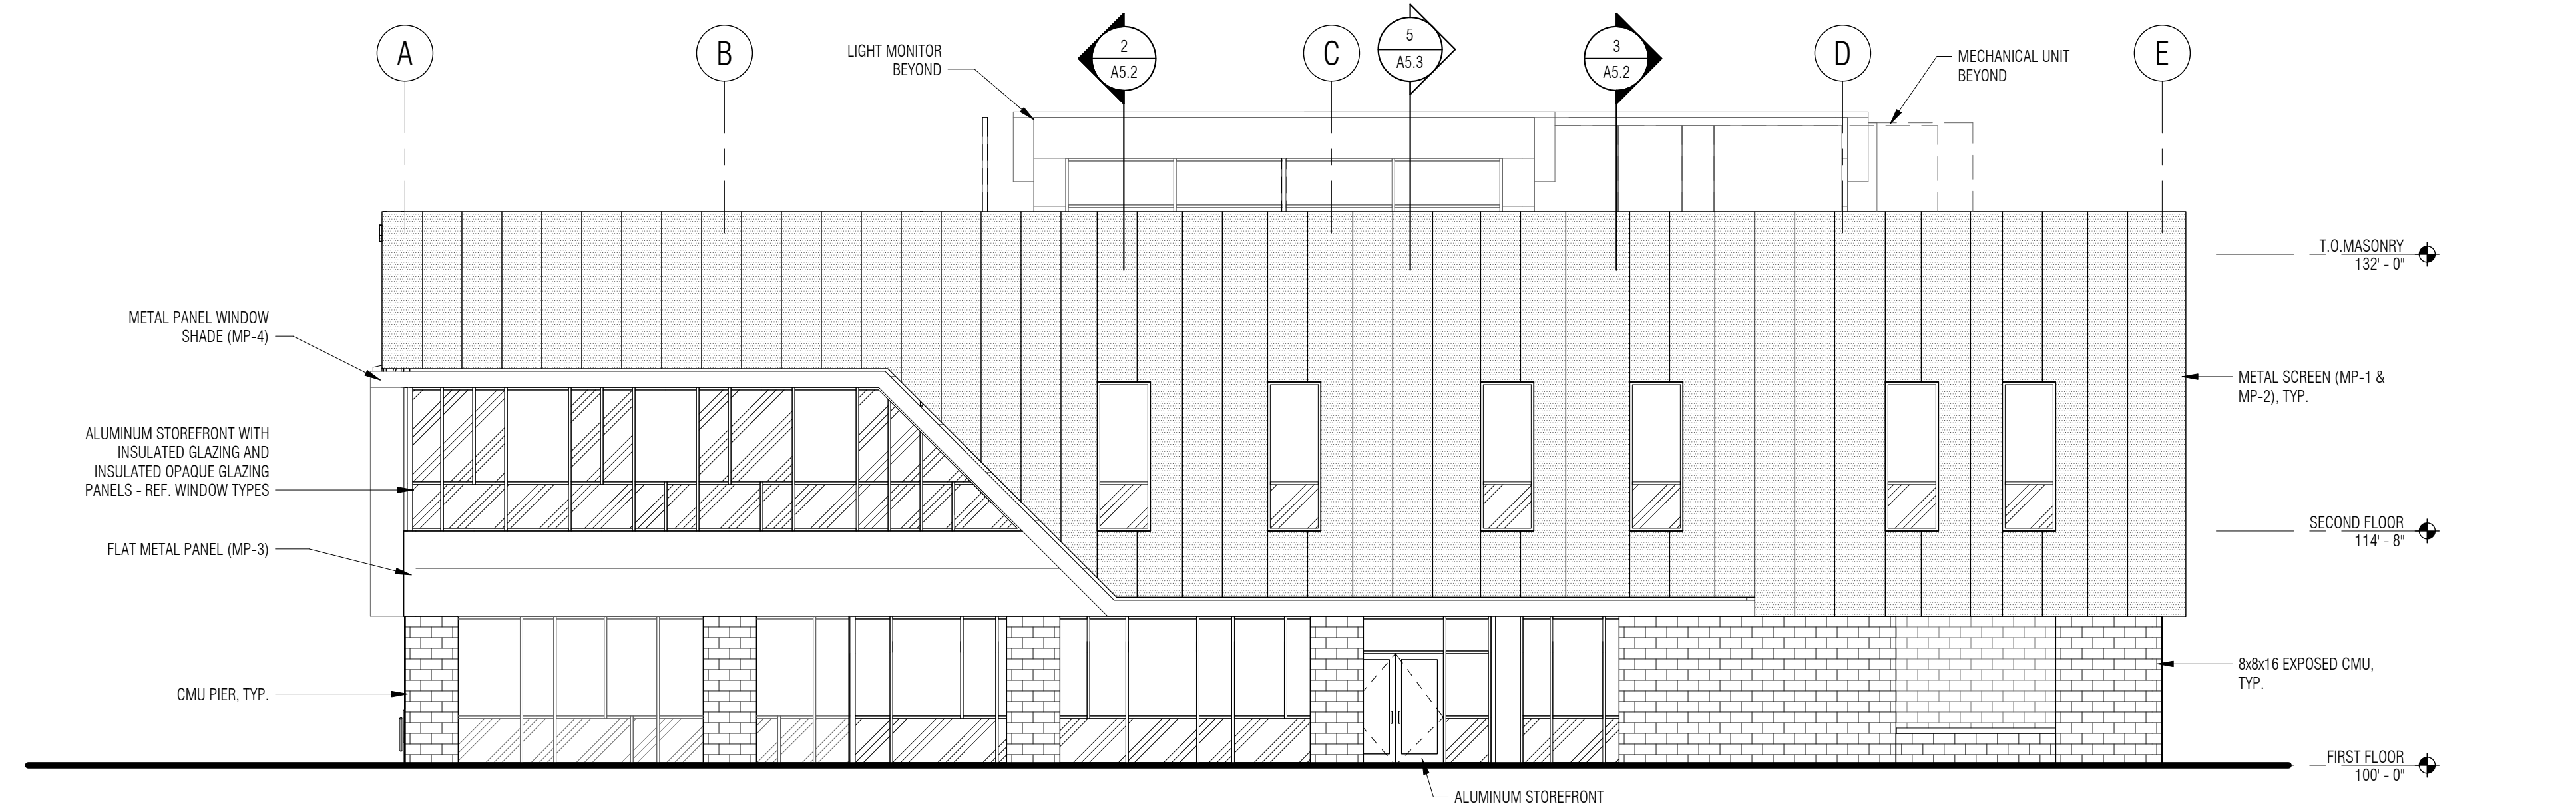 A
B
LIGHT MONITOR
BEYOND
2
A5.2
C
5
A5.3
3
A5.2
D
MECHANICAL UNIT
BEYOND
E
T.O.MASONRY
132' - 0"
METAL PANEL WINDOW
SHADE (MP-4)
METAL SCREEN (MP-1 &
MP-2), TYP.
ALUMINUM STOREFRONT WITH
INSULATED GLAZING AND
INSULATED OPAQUE GLAZING
PANELS - REF. WINDOW TYPES
SECOND FLOOR
114' - 8"
FLAT METAL PANEL (MP-3)
CMU PIER, TYP.
8x8x16 EXPOSED CMU,
TYP.
FIRST FLOOR
100' - 0"
ALUMINUM STOREFRONT